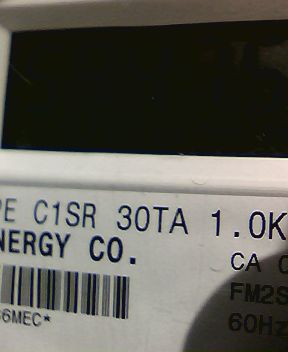 PE C1SR 30TA 1.0K
NERGY CO.
CA
FM2S
6MEC*
60Hz